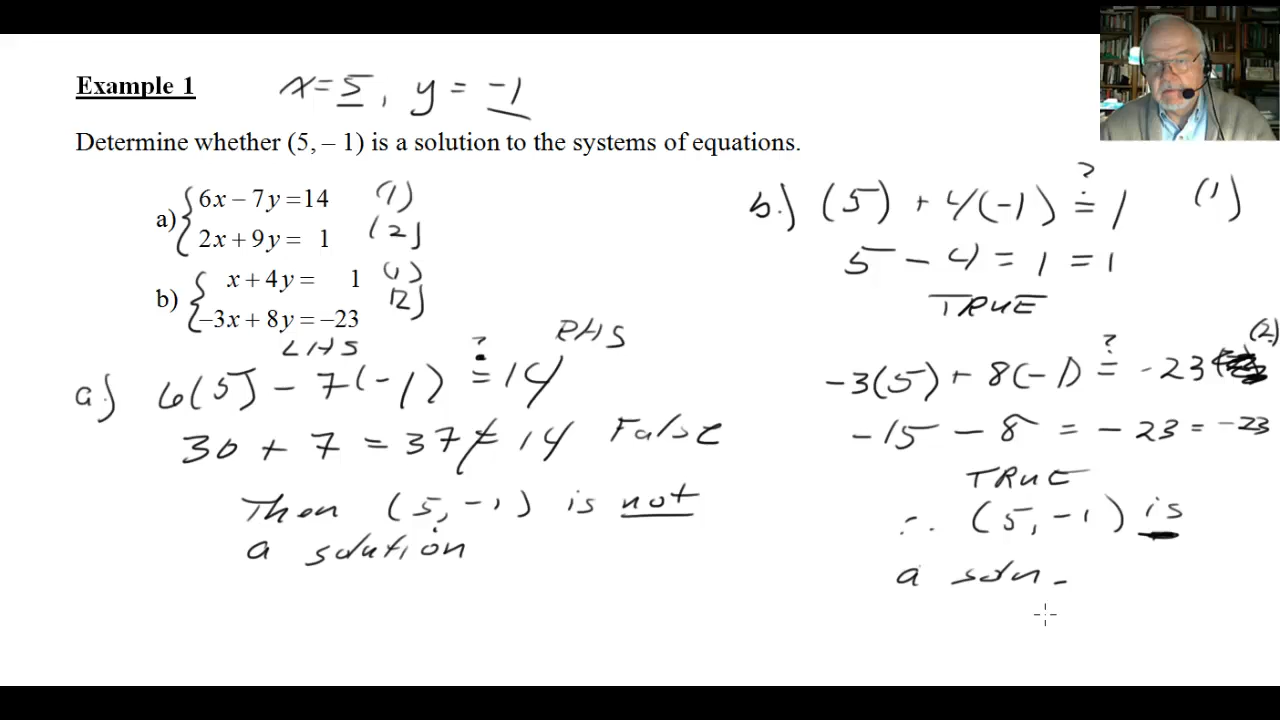 Example 1 x = 5, y = -1
Determine whether (5, – 1) is a solution to the systems of equations.
a) { 6x – 7y = 14 (1)
2x + 9y = 1 (2)
b) { x + 4y = 1 (1)
–3x + 8y = –23 (2)
LHS RHS
a.) 6(5) - 7(-1) ≟ 14
30 + 7 = 37 ≠ 14 False
Then (5, -1) is not
a solution
b.) (5) + 4(-1) ≟ 1 (1)
5 - 4 = 1 = 1
TRUE
-3(5) + 8(-1) ≟ -23 (2)
-15 - 8 = -23 = -23
TRUE
∴ (5, -1) is
a soln.